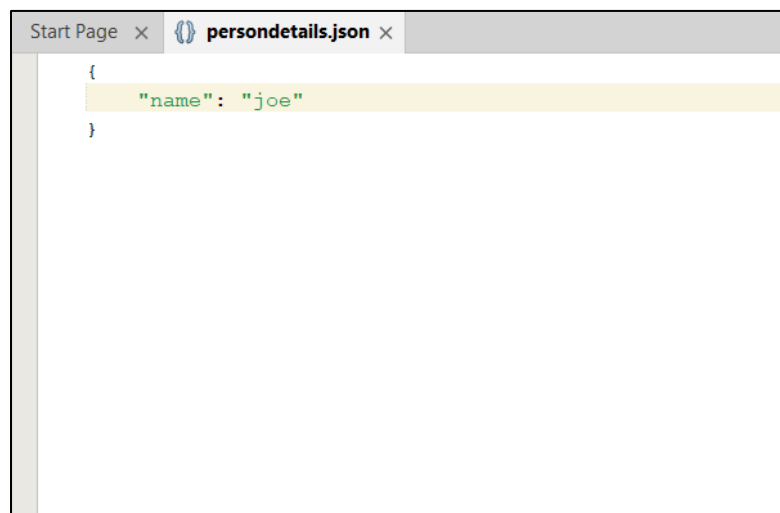 Start Page × {} persondetails.json ×
{
"name": "joe"
}